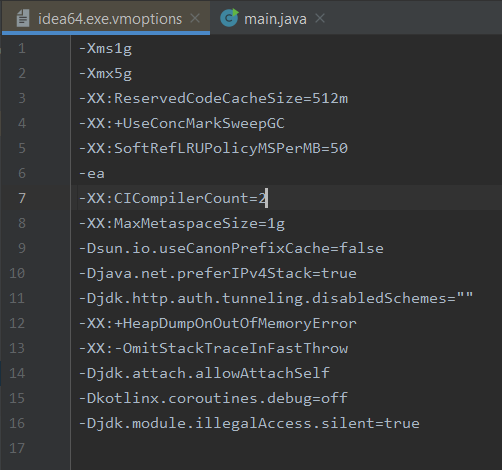 idea64.exe.vmoptions
main.java
1 -Xms1g
2 -Xmx5g
3 -XX:ReservedCodeCacheSize=512m
4 -XX:+UseConcMarkSweepGC
5 -XX:SoftRefLRUPolicyMSPerMB=50
6 -ea
7 -XX:CICompilerCount=2
8 -XX:MaxMetaspaceSize=1g
9 -Dsun.io.useCanonPrefixCache=false
10 -Djava.net.preferIPv4Stack=true
11 -Djdk.http.auth.tunneling.disabledSchemes=""
12 -XX:+HeapDumpOnOutOfMemoryError
13 -XX:-OmitStackTraceInFastThrow
14 -Djdk.attach.allowAttachSelf
15 -Dkotlinx.coroutines.debug=off
16 -Djdk.module.illegalAccess.silent=true
17